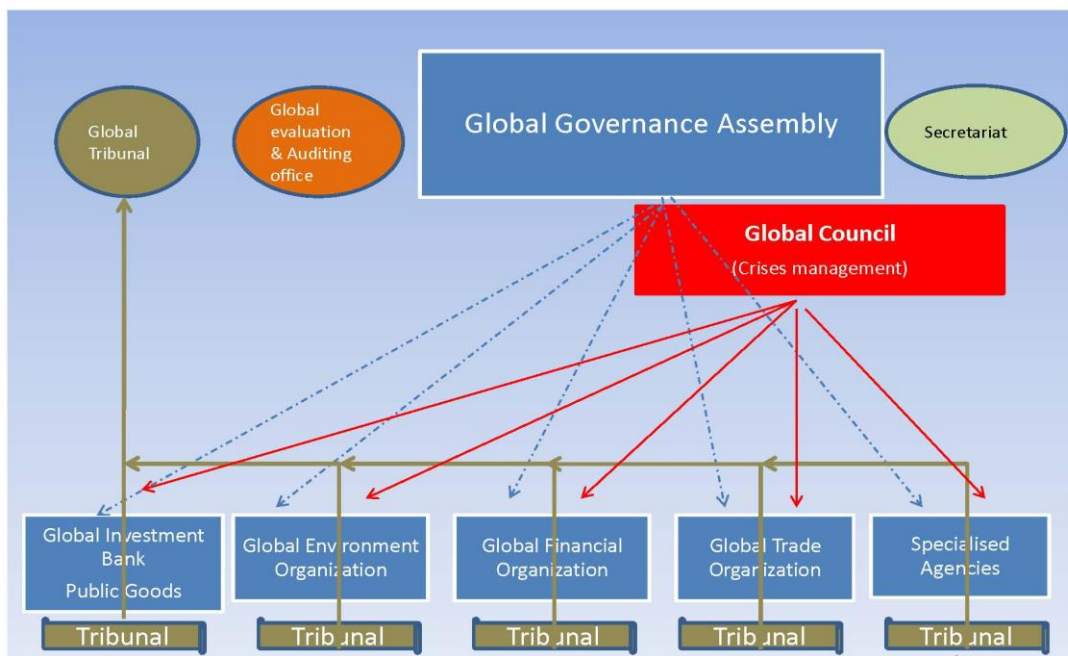 Global
Tribunal
Global
evaluation
& Auditing
office
Global Governance Assembly
Secretariat
Global Council
(Crises management)
Global Investment
Bank
Public Goods
Global Environment
Organization
Global Financial
Organization
Global Trade
Organization
Specialised
Agencies
Tribunal
Tribunal
Tribunal
Tribunal
Tribunal